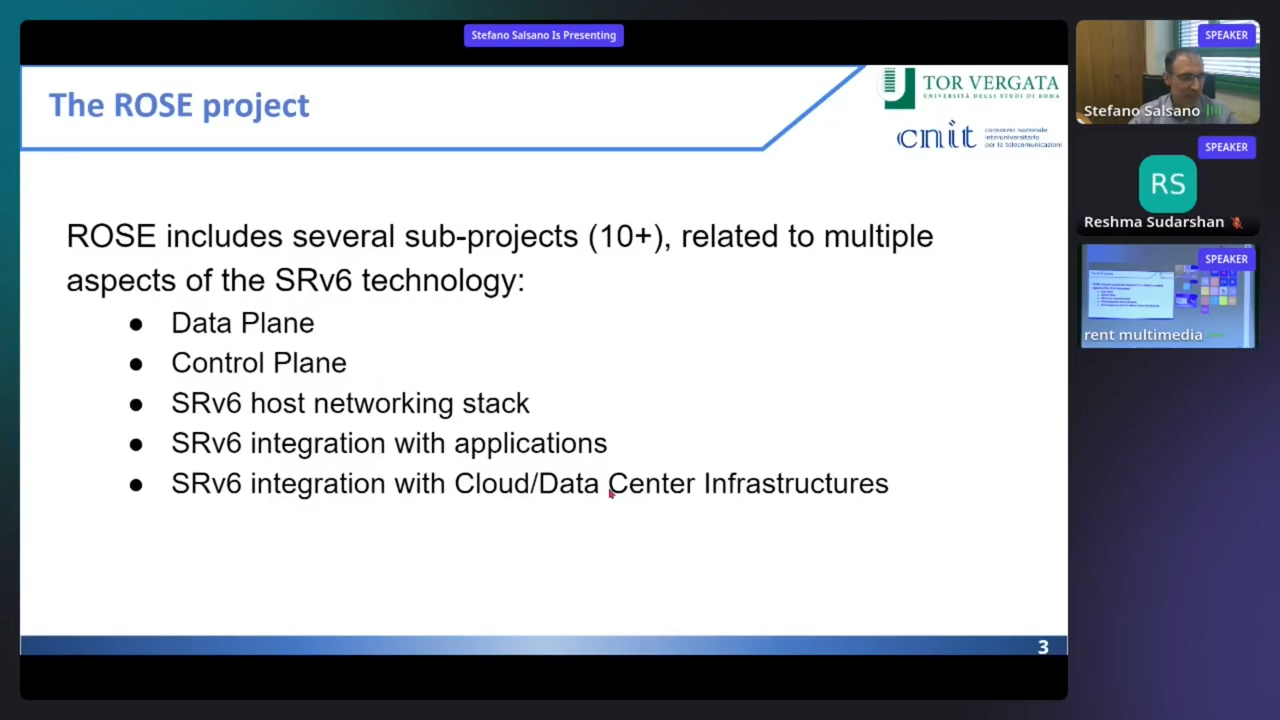 Stefano Salsano Is Presenting
The ROSE project
TOR VERGATA
UNIVERSITÀ DEGLI STUDI DI ROMA
cnit
consorzio nazionale
interuniversitario
per le telecomunicazioni
ROSE includes several sub-projects (10+), related to multiple
aspects of the SRv6 technology:
● Data Plane
● Control Plane
● SRv6 host networking stack
● SRv6 integration with applications
● SRv6 integration with Cloud/Data Center Infrastructures
3
SPEAKER
Stefano Salsano
SPEAKER
RS
Reshma Sudarshan
SPEAKER
rent multimedia